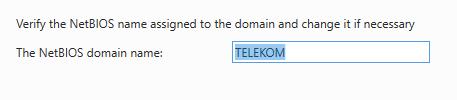 Verify the NetBIOS name assigned to the domain and change it if necessary
The NetBIOS domain name: TELEKOM